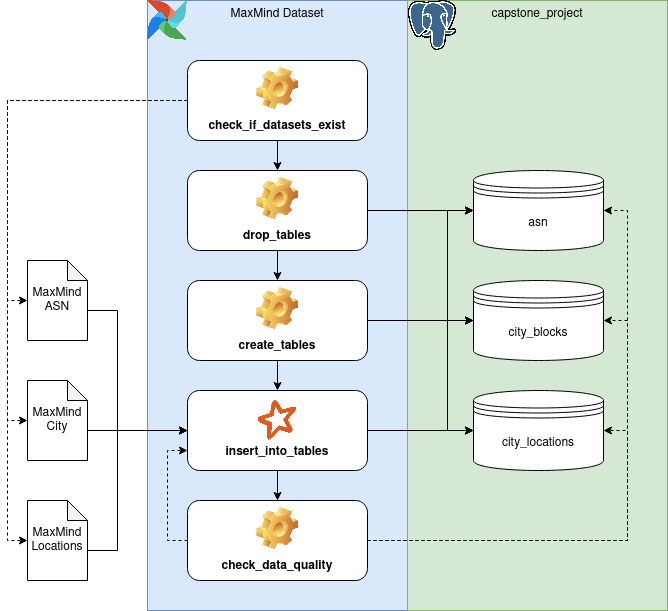 MaxMind Dataset
capstone_project
check_if_datasets_exist
drop_tables
asn
MaxMind
ASN
create_tables
city_blocks
MaxMind
City
insert_into_tables
city_locations
MaxMind
Locations
check_data_quality